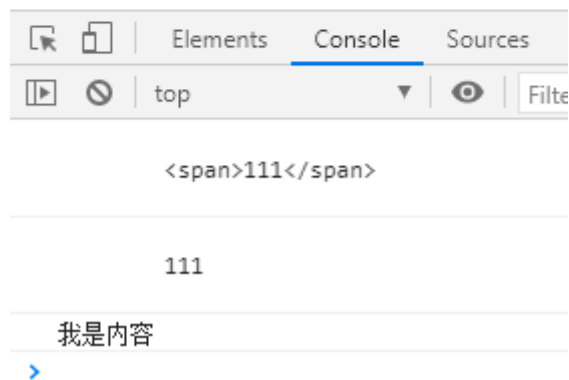 Elements Console Sources
top Filte
<span>111</span>
111
我是内容